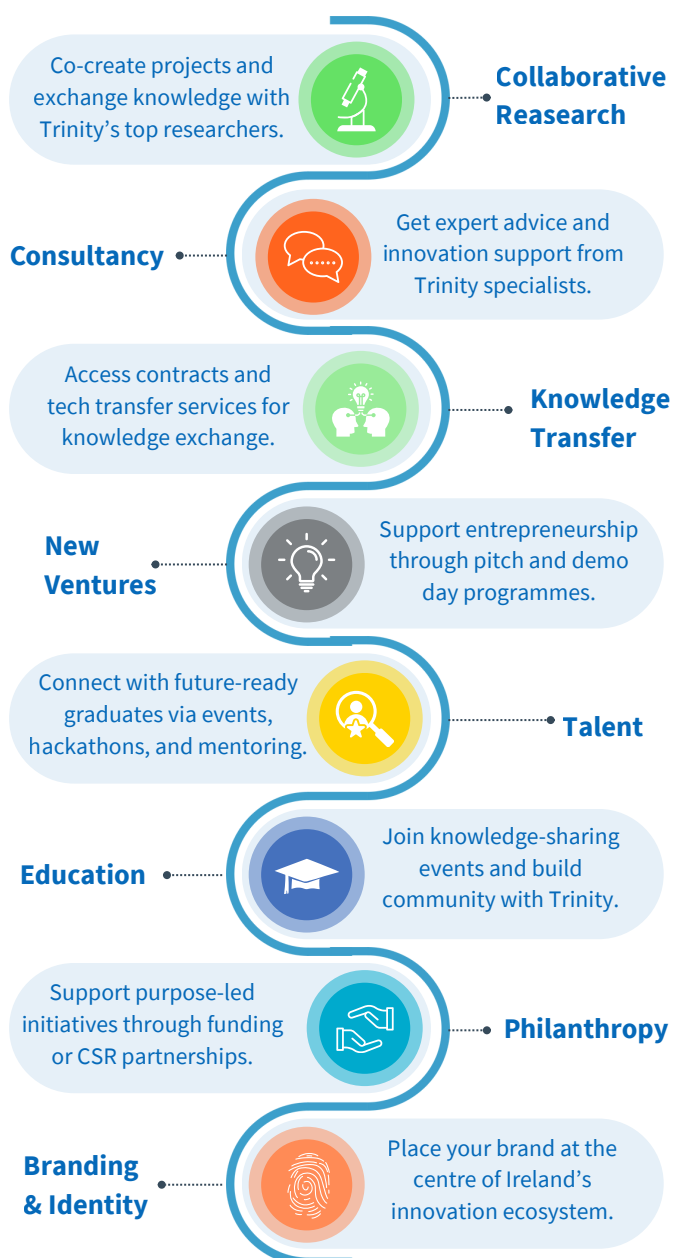 Co-create projects and
exchange knowledge with
Trinity's top researchers.
Collaborative
Reasearch
Consultancy
Get expert advice and
innovation support from
Trinity specialists.
Access contracts and
tech transfer services for
knowledge exchange.
Knowledge
Transfer
New
Ventures
Support entrepreneurship
through pitch and demo
day programmes.
Connect with future-ready
graduates via events,
hackathons, and mentoring.
Talent
Education
Join knowledge-sharing
events and build
community with Trinity.
Support purpose-led
initiatives through funding
or CSR partnerships.
Philanthropy
Branding
& Identity
Place your brand at the
centre of Ireland's
innovation ecosystem.